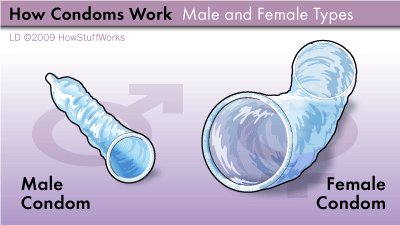 How Condoms Work Male and Female Types
LD ©2009 HowStuffWorks
Male
Condom
Female
Condom